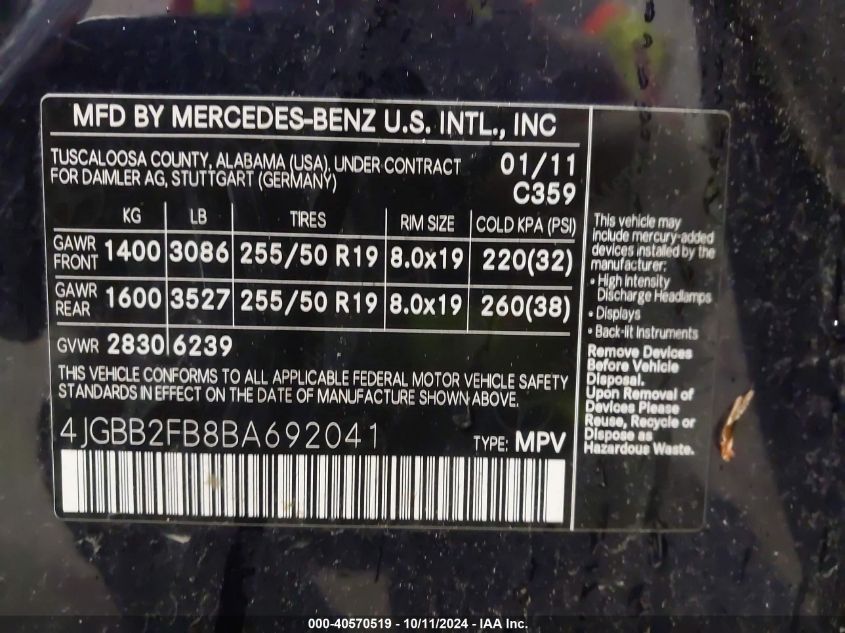 MFD BY MERCEDES-BENZ U.S. INTL., INC
TUSCALOOSA COUNTY, ALABAMA (USA), UNDER CONTRACT
FOR DAIMLER AG, STUTTGART (GERMANY)
01/11
C359
KG LB TIRES RIM SIZE COLD KPA (PSI)
GAWR FRONT 1400 3086 255/50 R19 8.0x19 220(32)
GAWR REAR 1600 3527 255/50 R19 8.0x19 260(38)
GVWR 2830 6239
THIS VEHICLE CONFORMS TO ALL APPLICABLE FEDERAL MOTOR VEHICLE SAFETY
STANDARDS IN EFFECT ON THE DATE OF MANUFACTURE SHOWN ABOVE.
4JGBB2FB8BA692041 TYPE: MPV
This vehicle may
include mercury-added
devices installed by the
manufacturer:
• High Intensity
Discharge Headlamps
• Displays
• Back-lit Instruments
Remove Devices
Before Vehicle
Disposal.
Upon Removal of
Devices Please
Reuse, Recycle or
Dispose as
Hazardous Waste.
000-40570519 - 10/11/2024 - IAA Inc.